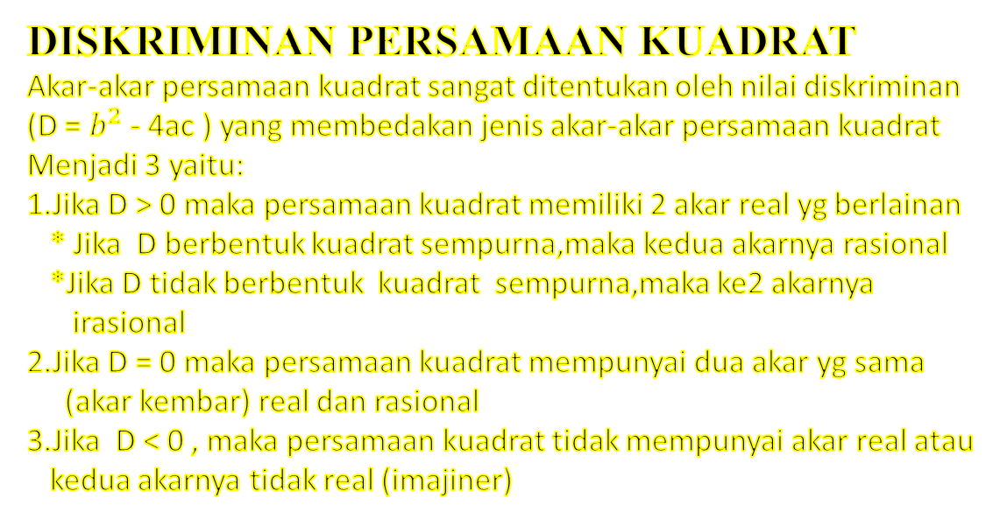 DISKRIMINAN PERSAMAAN KUADRAT
Akar-akar persamaan kuadrat sangat ditentukan oleh nilai diskriminan
(D = b² - 4ac ) yang membedakan jenis akar-akar persamaan kuadrat
Menjadi 3 yaitu:
1.Jika D > 0 maka persamaan kuadrat memiliki 2 akar real yg berlainan
* Jika D berbentuk kuadrat sempurna,maka kedua akarnya rasional
*Jika D tidak berbentuk kuadrat sempurna,maka ke2 akarnya
irasional
2.Jika D = 0 maka persamaan kuadrat mempunyai dua akar yg sama
(akar kembar) real dan rasional
3.Jika D < 0 , maka persamaan kuadrat tidak mempunyai akar real atau
kedua akarnya tidak real (imajiner)